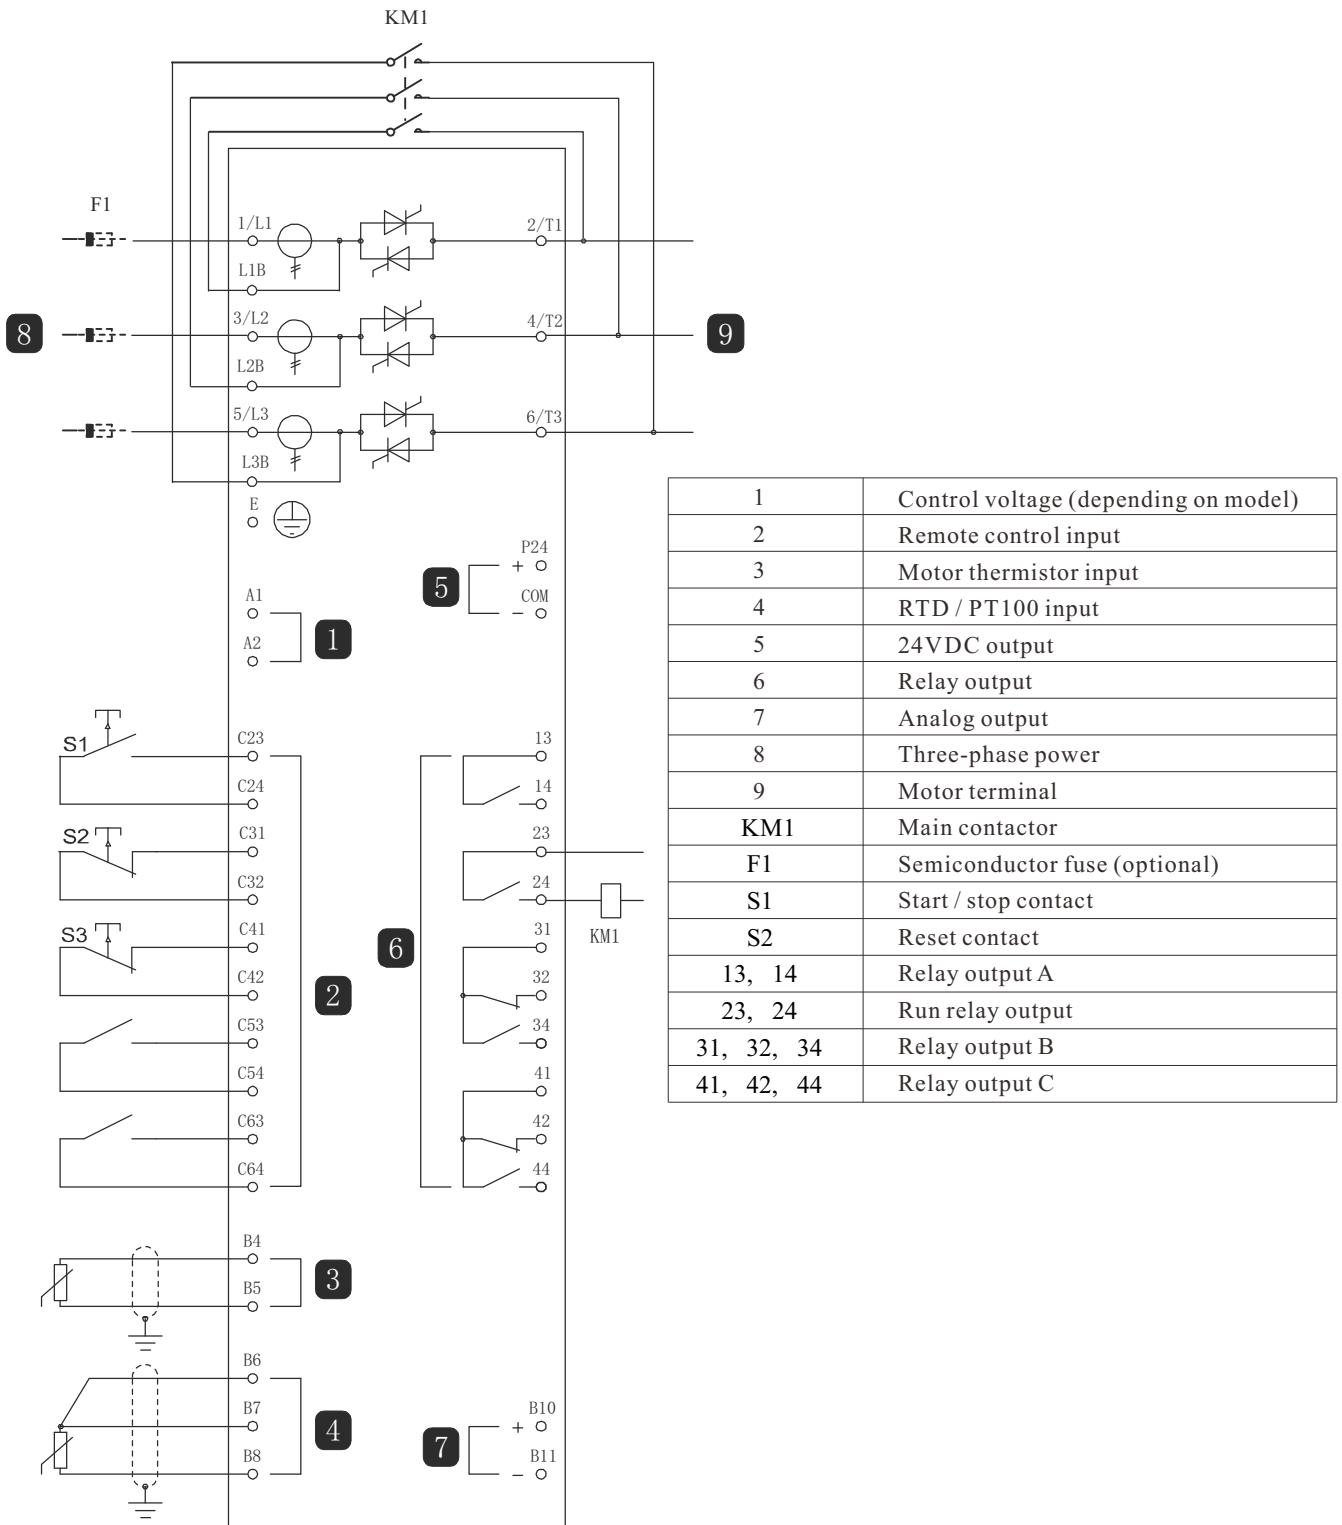 KM1
F1
1/L1
2/T1
L1B
8
3/L2
4/T2
9
L2B
5/L3
6/T3
L3B
E
P24
+
5
COM
−
A1
1
A2
S1
C23
C24
S2
C31
C32
S3
C41
2
C42
C53
C54
C63
C64
13
14
23
24
KM1
6
31
32
34
41
42
44
B4
3
B5
B6
B7
4
B8
B10
+
7
B11
−
1 Control voltage (depending on model)
2 Remote control input
3 Motor thermistor input
4 RTD / PT100 input
5 24VDC output
6 Relay output
7 Analog output
8 Three-phase power
9 Motor terminal
KM1 Main contactor
F1 Semiconductor fuse (optional)
S1 Start / stop contact
S2 Reset contact
13, 14 Relay output A
23, 24 Run relay output
31, 32, 34 Relay output B
41, 42, 44 Relay output C